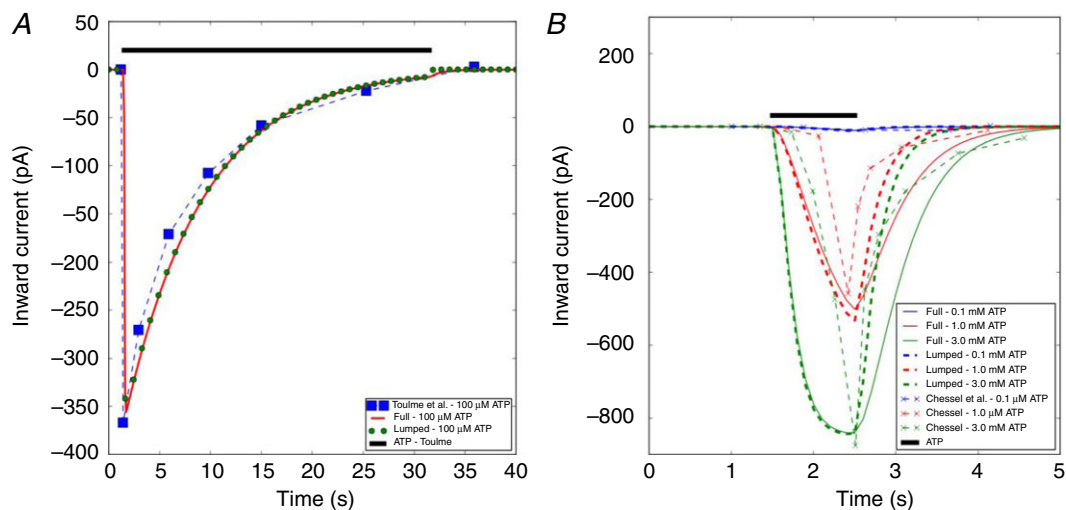 A
50
0
−50
−100
−150
−200
−250
−300
−350
−400
Inward current (pA)
Toulme et al. - 100 μM ATP
Full - 100 μM ATP
Lumped - 100 μM ATP
ATP - Toulme
0 5 10 15 20 25 30 35 40
Time (s)
B
200
0
−200
−400
−600
−800
Inward current (pA)
Full - 0.1 mM ATP
Full - 1.0 mM ATP
Full - 3.0 mM ATP
Lumped - 0.1 mM ATP
Lumped - 1.0 mM ATP
Lumped - 3.0 mM ATP
Chessel et al. - 0.1 μM ATP
Chessel - 1.0 μM ATP
Chessel - 3.0 mM ATP
ATP
0 1 2 3 4 5
Time (s)